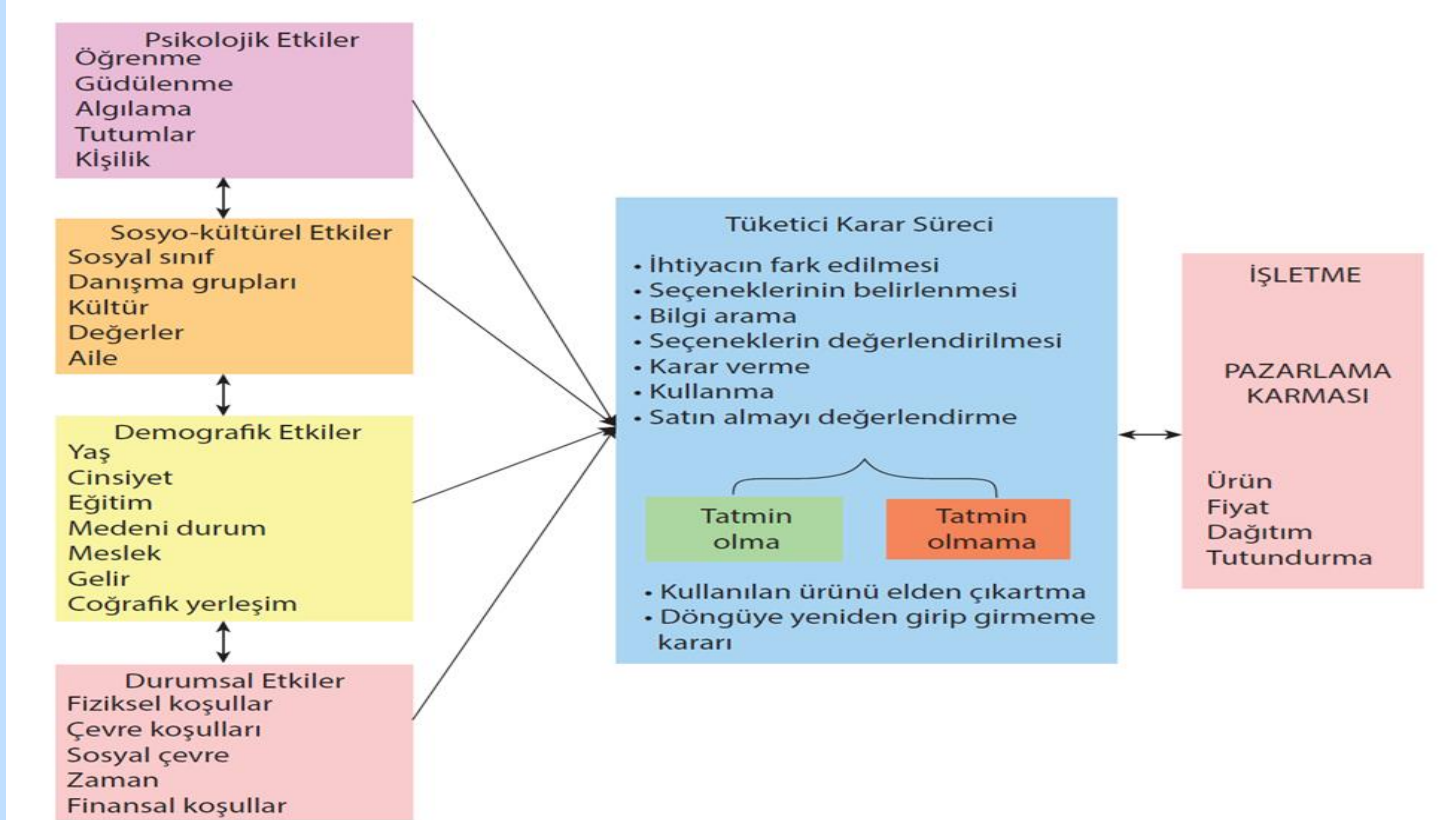 Psikolojik Etkiler
Öğrenme
Güdülenme
Algılama
Tutumlar
Kİşilik
Sosyo-kültürel Etkiler
Sosyal sınıf
Danışma grupları
Kültür
Değerler
Aile
Demografik Etkiler
Yaş
Cinsiyet
Eğitim
Medeni durum
Meslek
Gelir
Coğrafik yerleşim
Durumsal Etkiler
Fiziksel koşullar
Çevre koşulları
Sosyal çevre
Zaman
Finansal koşullar
Tüketici Karar Süreci
• İhtiyacın fark edilmesi
• Seçeneklerinin belirlenmesi
• Bilgi arama
• Seçeneklerin değerlendirilmesi
• Karar verme
• Kullanma
• Satın almayı değerlendirme
Tatmin
olma
Tatmin
olmama
• Kullanılan ürünü elden çıkartma
• Döngüye yeniden girip girmeme
kararı
İŞLETME
PAZARLAMA
KARMASI
Ürün
Fiyat
Dağıtım
Tutundurma